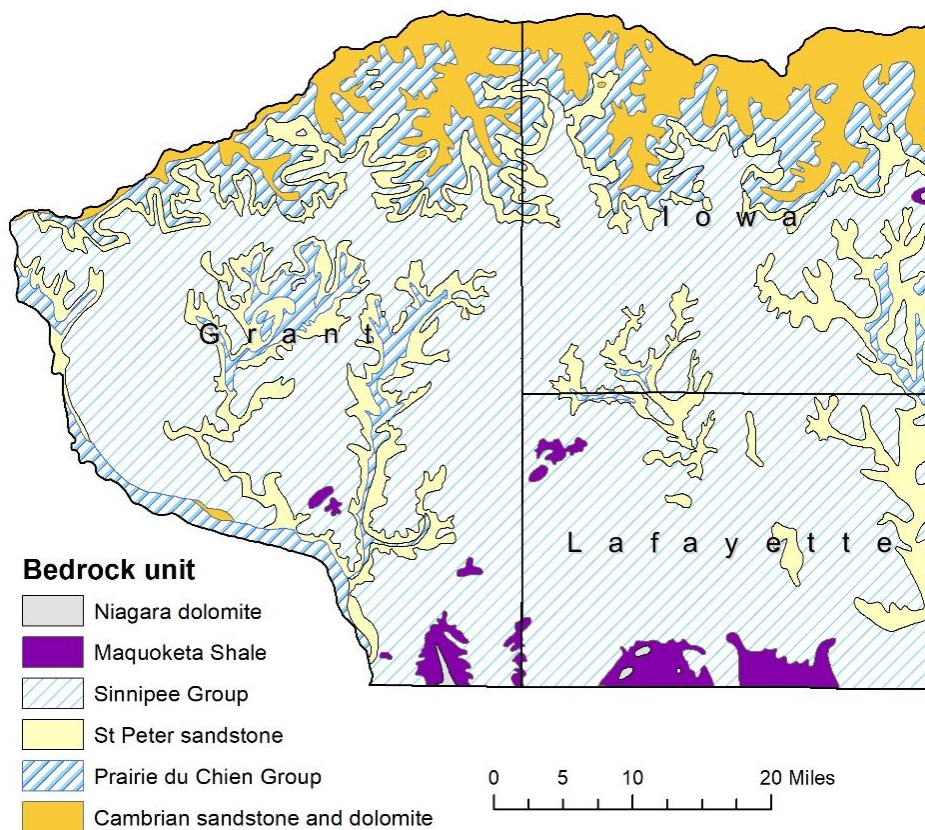 Iowa
Grant
Lafayette
Bedrock unit
Niagara dolomite
Maquoketa Shale
Sinnipee Group
St Peter sandstone
Prairie du Chien Group
Cambrian sandstone and dolomite
0 5 10 20 Miles